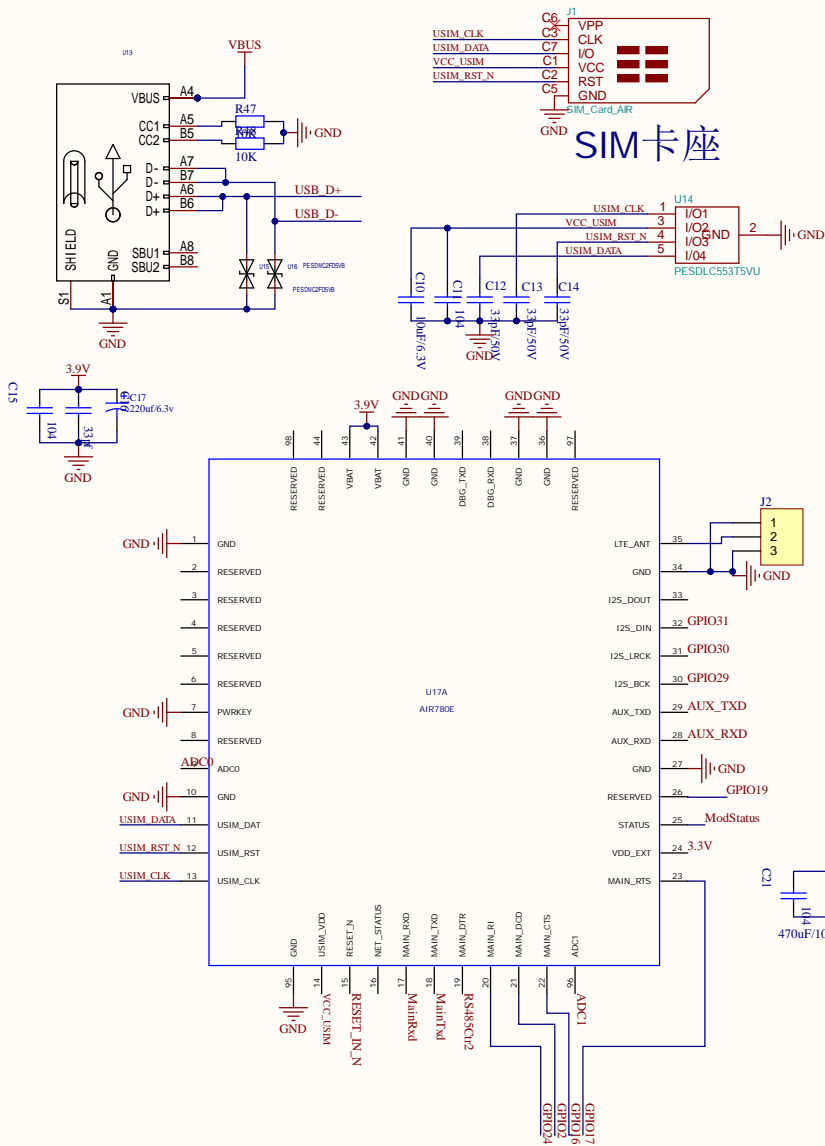 U13
VBUS
VBUS A4
CC1 A5
CC2 B5
R47
10K
GND
D- A7
D- B7
D+ A6
D+ B6
USB_D+
USB_D-
SBU1 A8
SBU2 B8
SHIELD
GND
S1
A1
U15
U16
PESDWC2FD5VB
PESDWC2FD5VB
GND
J1
C6 VPP
USIM_CLK C3 CLK
USIM_DATA C7 I/O
VCC_USIM C1 VCC
USIM_RST_N C2 RST
C5 GND
SIM_Card_AIR
GND
SIM卡座
U14
USIM_CLK 1 I/O1
VCC_USIM 3 I/O2
USIM_RST_N 4 I/O3
USIM_DATA 5 I/04
GND 2 GND
PESDLC553T5VU
C10
10uF/6.3V
C11
104
C12
33pF/50V
C13
33pF/50V
C14
33pF/50V
GND
3.9V
C15
104
33pf
C17
220uf/6.3v
GND
3.9V
GND
GND
GND
GND
98 RESERVED
44 RESERVED
43 VBAT
42 VBAT
41 GND
40 GND
39 DBG_TXD
38 DBG_RXD
37 GND
36 GND
97 RESERVED
GND 1 GND
2 RESERVED
3 RESERVED
4 RESERVED
5 RESERVED
6 RESERVED
GND 7 PWRKEY
8 RESERVED
ADC0 9 ADC0
GND 10 GND
USIM_DATA 11 USIM_DAT
USIM_RST_N 12 USIM_RST
USIM_CLK 13 USIM_CLK
U17A
AIR780E
J2
1
2
3
GND
LTE_ANT 35
GND 34
I2S_DOUT 33
I2S_DIN 32 GPIO31
I2S_LRCK 31 GPIO30
I2S_BCK 30 GPIO29
AUX_TXD 29 AUX_TXD
AUX_RXD 28 AUX_RXD
GND 27 GND
RESERVED 26 GPIO19
STATUS 25 ModStatus
VDD_EXT 24 3.3V
MAIN_RTS 23
C21
104
470uF/10
GND 95 GND
USIM_VDD 14 VCC_USIM
RESET_N 15 RESET_IN_N
NET_STATUS 16
MAIN_RXD 17 MainRxd
MAIN_TXD 18 MainTxd
MAIN_DTR 19 RS485Ctr2
MAIN_RI 20
MAIN_DCD 21
MAIN_CTS 22
ADC1 96 ADC1
GPIO24
GPIO2
GPIO16
GPIO17